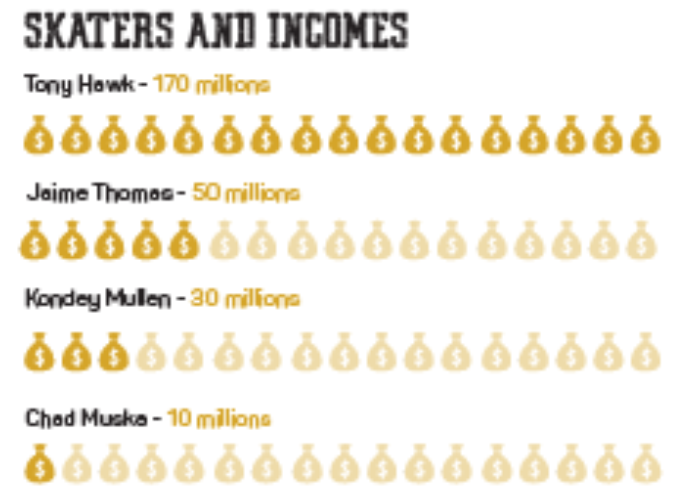 SKATERS AND INCOMES
Tony Hawk - 170 millions
Jaime Thomas - 50 millions
Kondey Mullen - 30 millions
Chad Muska - 10 millions